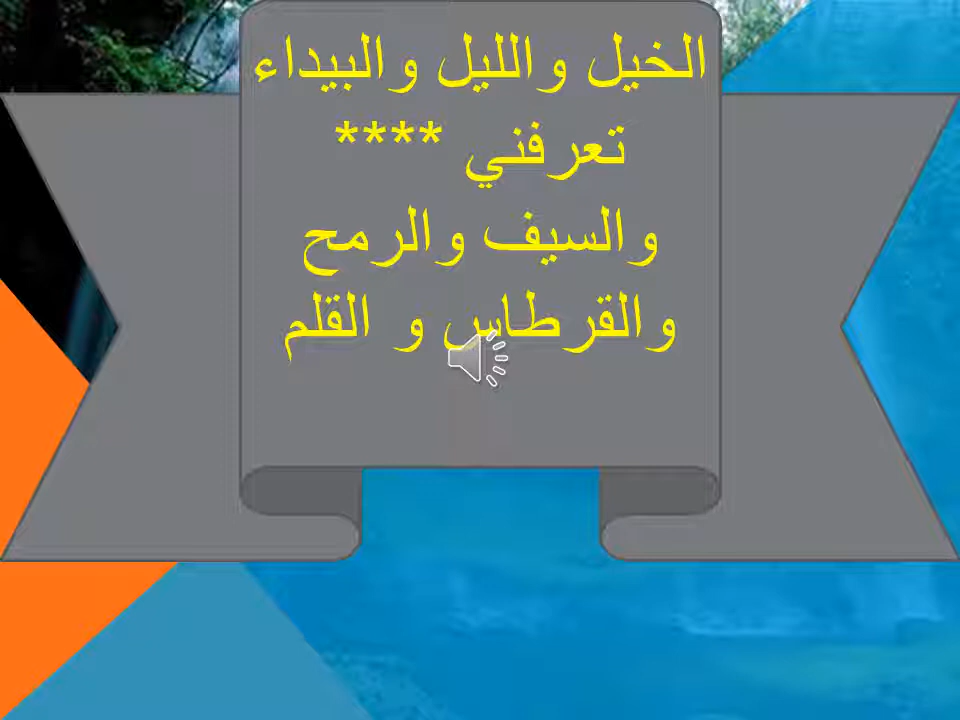 الخيل والليل والبيداء
تعرفني ****
والسيف والرمح
والقرطاس و القلم